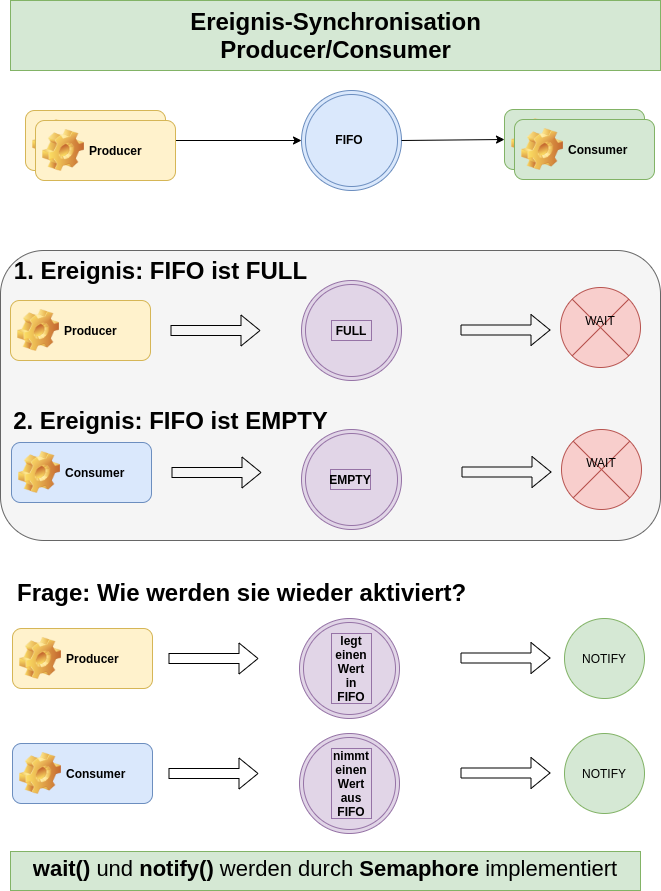 Ereignis-Synchronisation
Producer/Consumer
Producer
FIFO
Consumer
1. Ereignis: FIFO ist FULL
Producer
FULL
WAIT
2. Ereignis: FIFO ist EMPTY
Consumer
EMPTY
WAIT
Frage: Wie werden sie wieder aktiviert?
Producer
legt
einen
Wert
in
FIFO
NOTIFY
Consumer
nimmt
einen
Wert
aus
FIFO
NOTIFY
wait() und notify() werden durch Semaphore implementiert